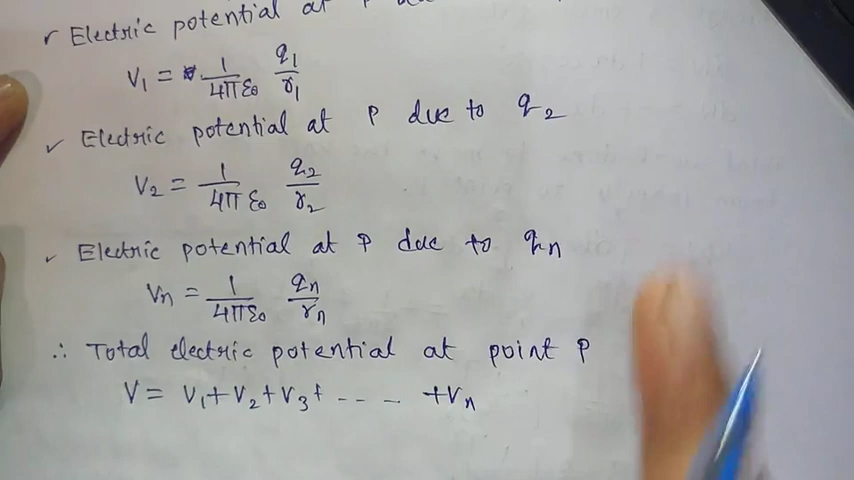 ✓ Electric potential at P
V₁ = 1/4πε₀ q₁/r₁
✓ Electric potential at P due to q₂
V₂ = 1/4πε₀ q₂/r₂
✓ Electric potential at P due to qₙ
Vₙ = 1/4πε₀ qₙ/rₙ
∴ Total electric potential at point P
V = V₁+V₂+V₃+ - - - - +Vₙ